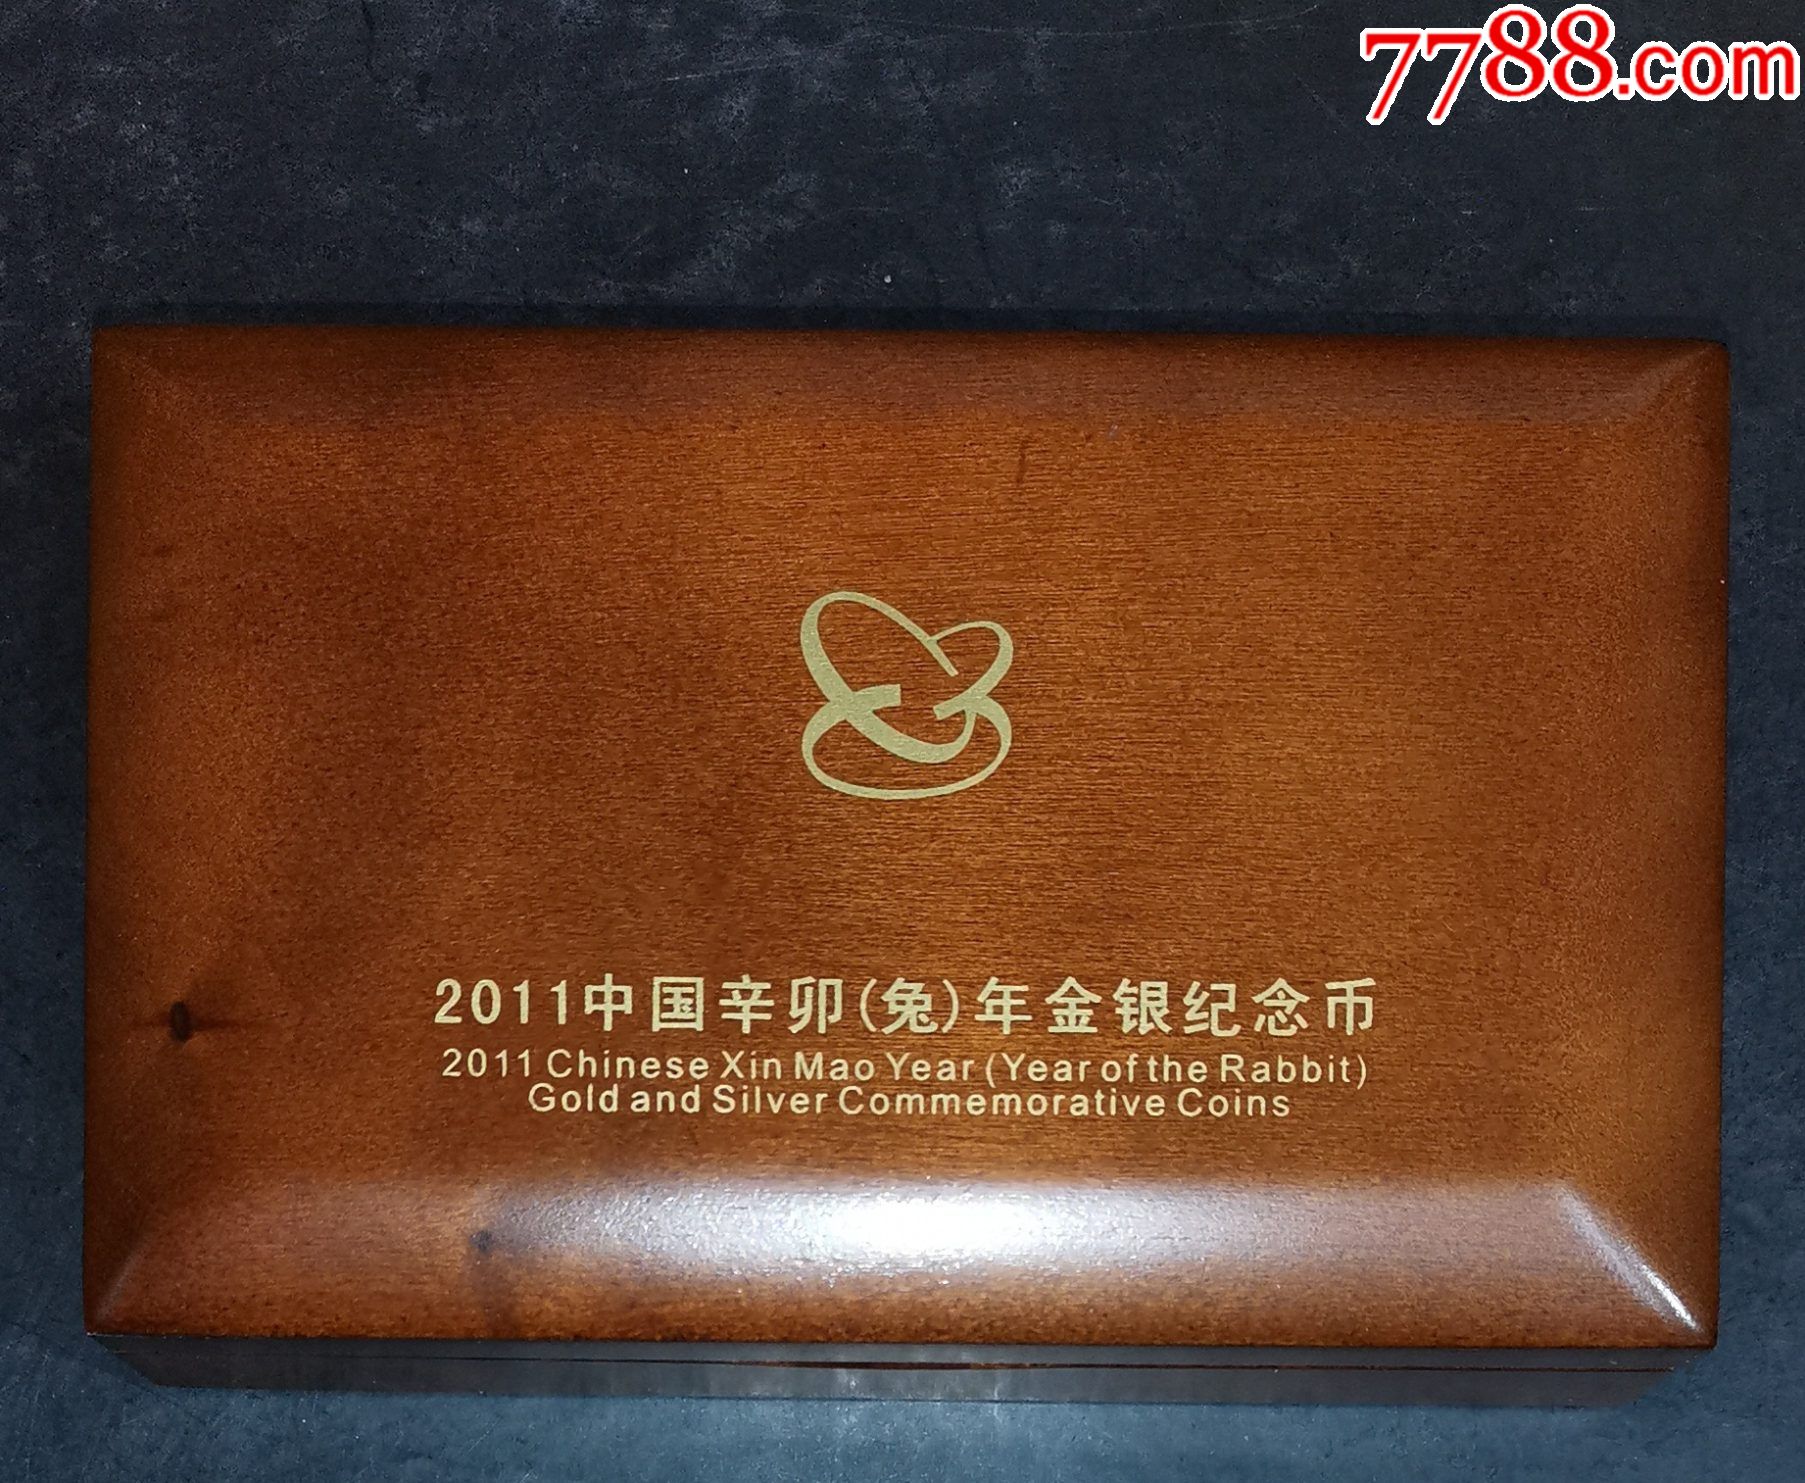 7788.com
2011中国辛卯(兔)年金银纪念币
2011 Chinese Xin Mao Year (Year of the Rabbit)
Gold and Silver Commemorative Coins